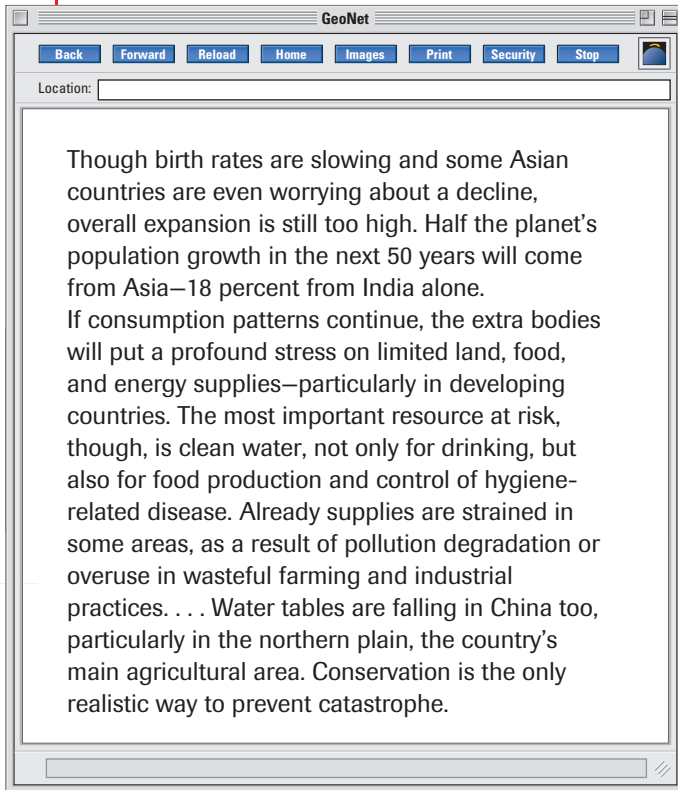 GeoNet
Back Forward Reload Home Images Print Security Stop
Location:
Though birth rates are slowing and some Asian
countries are even worrying about a decline,
overall expansion is still too high. Half the planet's
population growth in the next 50 years will come
from Asia—18 percent from India alone.
If consumption patterns continue, the extra bodies
will put a profound stress on limited land, food,
and energy supplies—particularly in developing
countries. The most important resource at risk,
though, is clean water, not only for drinking, but
also for food production and control of hygiene-
related disease. Already supplies are strained in
some areas, as a result of pollution degradation or
overuse in wasteful farming and industrial
practices. . . . Water tables are falling in China too,
particularly in the northern plain, the country's
main agricultural area. Conservation is the only
realistic way to prevent catastrophe.